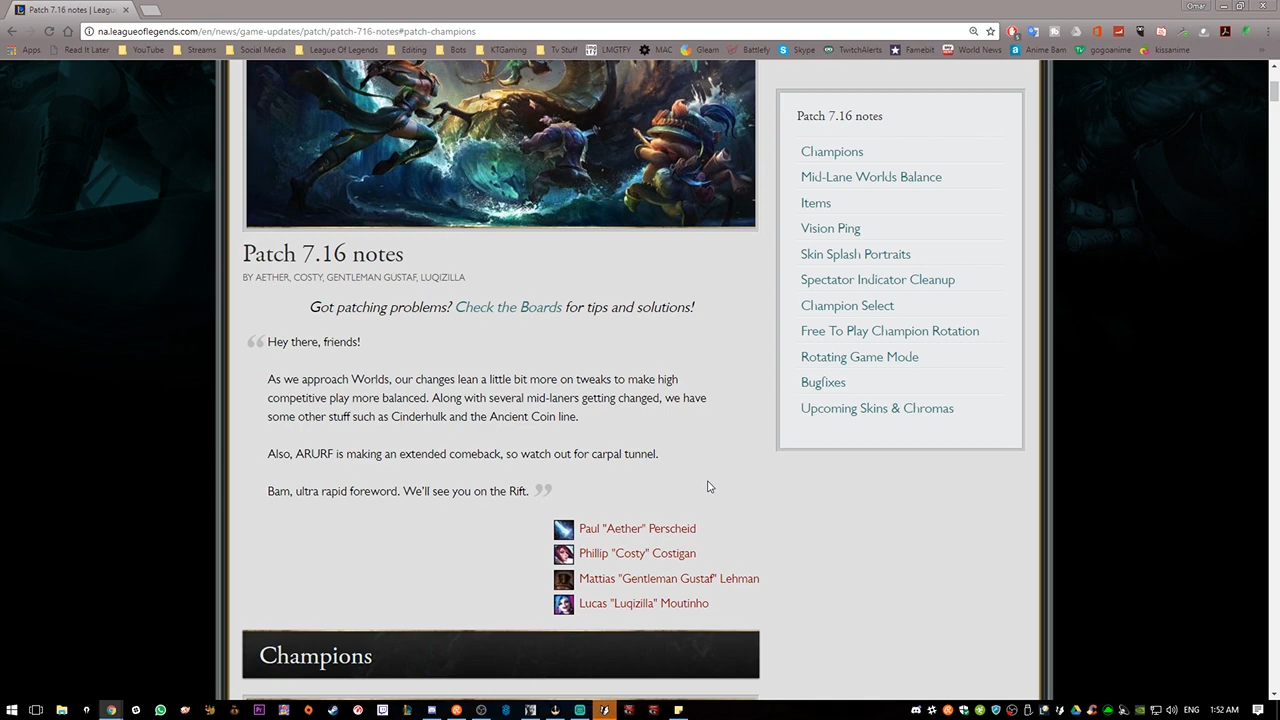 Patch 7.16 notes | Leagu
Omar
na.leagueoflegends.com/en/news/game-updates/patch/patch-716-notes#patch-champions
Apps Read It Later YouTube Streams Social Media League Of Legends Editing Bots KTGaming Tv Stuff LMGTFY MAC Gleam Battlefy Skype TwitchAlerts Famebit World News Anime Bam gogoanime kissanime
Patch 7.16 notes
BY AETHER, COSTY, GENTLEMAN GUSTAF, LUQIZILLA
Got patching problems? Check the Boards for tips and solutions!
Hey there, friends!
As we approach Worlds, our changes lean a little bit more on tweaks to make high
competitive play more balanced. Along with several mid-laners getting changed, we have
some other stuff such as Cinderhulk and the Ancient Coin line.
Also, ARURF is making an extended comeback, so watch out for carpal tunnel.
Bam, ultra rapid foreword. We'll see you on the Rift.
Paul "Aether" Perscheid
Phillip "Costy" Costigan
Mattias "Gentleman Gustaf" Lehman
Lucas "Luqizilla" Moutinho
Champions
Patch 7.16 notes
Champions
Mid-Lane Worlds Balance
Items
Vision Ping
Skin Splash Portraits
Spectator Indicator Cleanup
Champion Select
Free To Play Champion Rotation
Rotating Game Mode
Bugfixes
Upcoming Skins & Chromas
ENG 1:52 AM